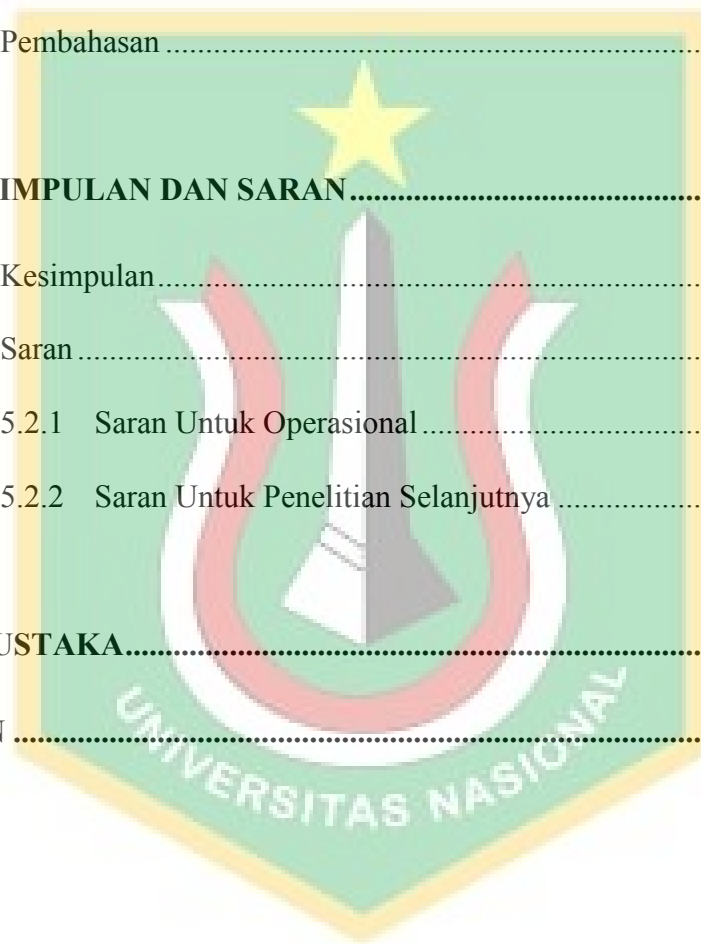 Pembahasan ....................................................................
IMPULAN DAN SARAN............................................
Kesimpulan....................................................................
Saran ..............................................................................
5.2.1 Saran Untuk Operasional ...................................
5.2.2 Saran Untuk Penelitian Selanjutnya ..................
USTAKA.........................................................................
N ......................................................................................
UNIVERSITAS NASIONAL